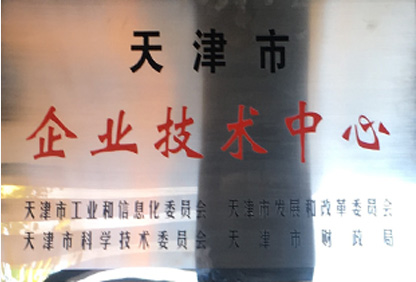 天津市
企业技术中心
天津市工业和信息化委员会 天津市发展和改革委员会
天津市科学技术委员会 天津市财政局